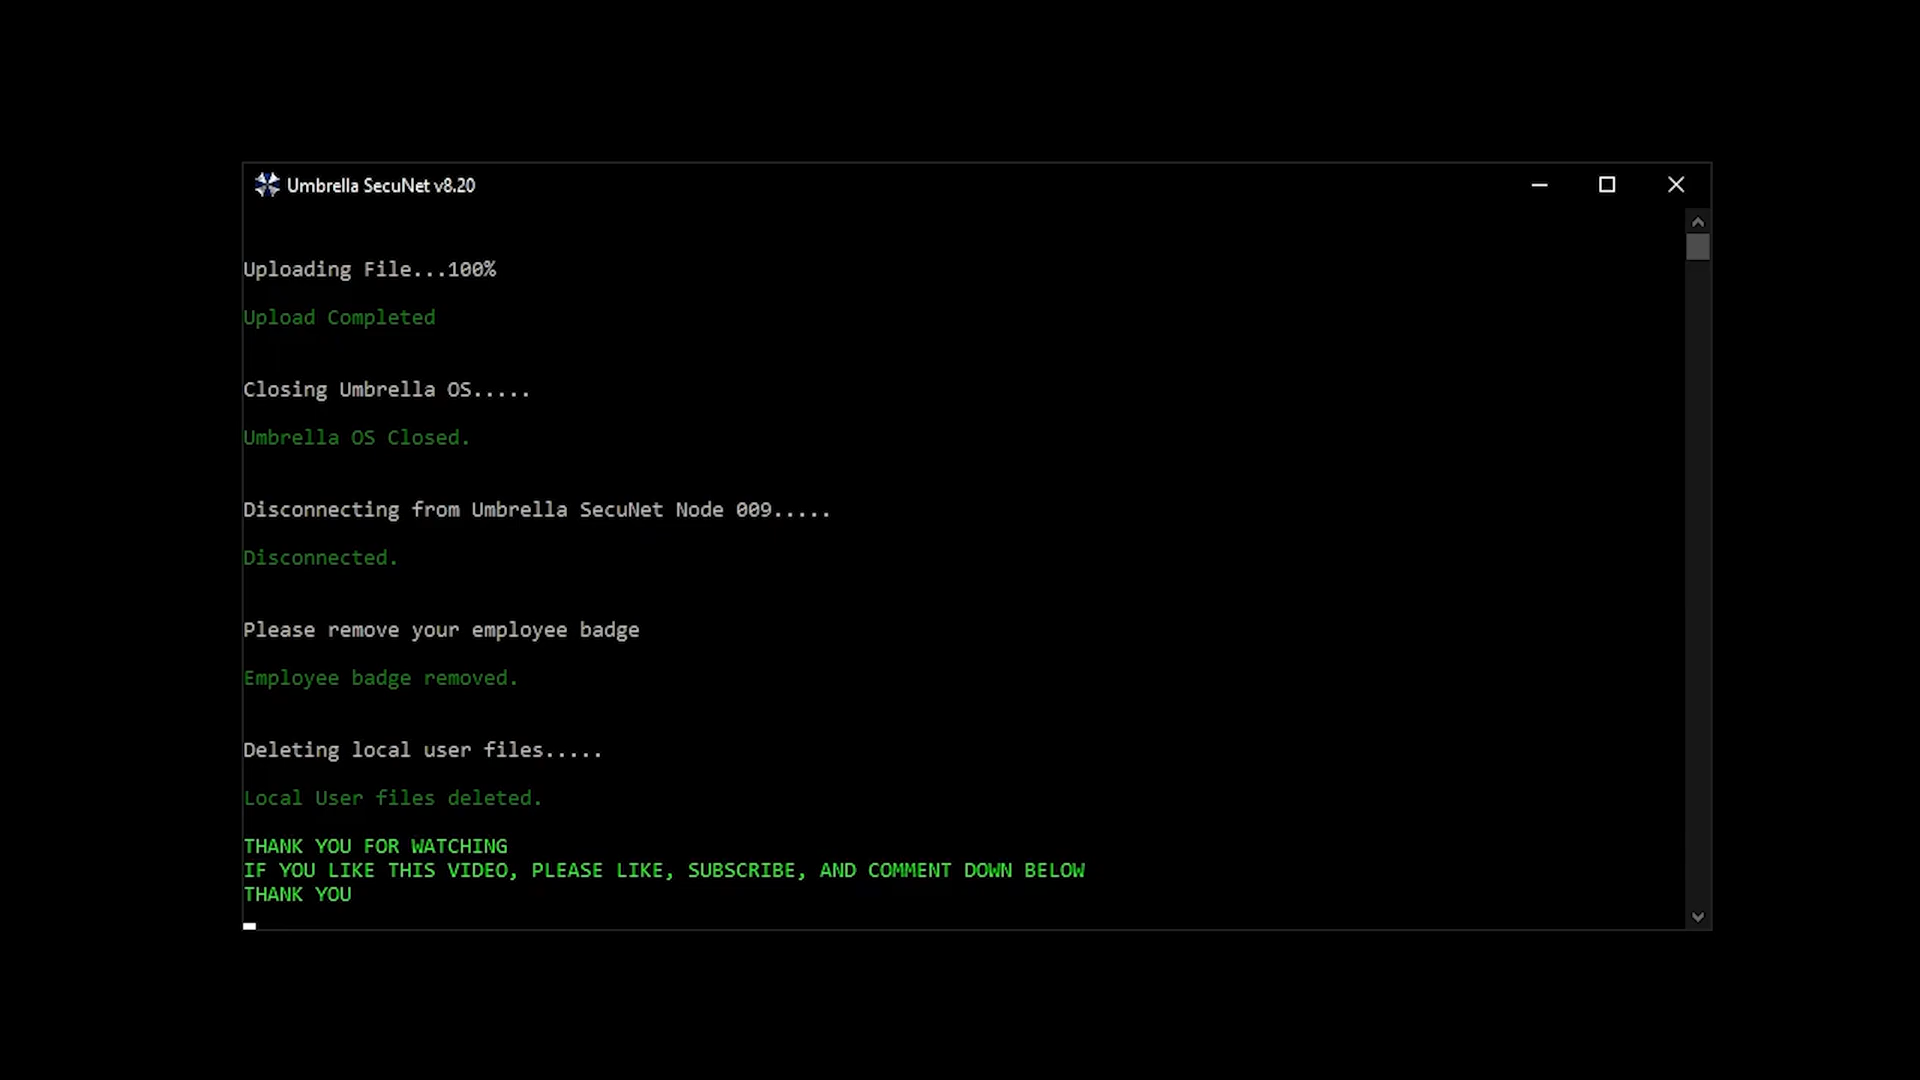 Umbrella SecuNet v8.20
Uploading File...100%
Upload Completed
Closing Umbrella OS.....
Umbrella OS Closed.
Disconnecting from Umbrella SecuNet Node 009.....
Disconnected.
Please remove your employee badge
Employee badge removed.
Deleting local user files.....
Local User files deleted.
THANK YOU FOR WATCHING
IF YOU LIKE THIS VIDEO, PLEASE LIKE, SUBSCRIBE, AND COMMENT DOWN BELOW
THANK YOU